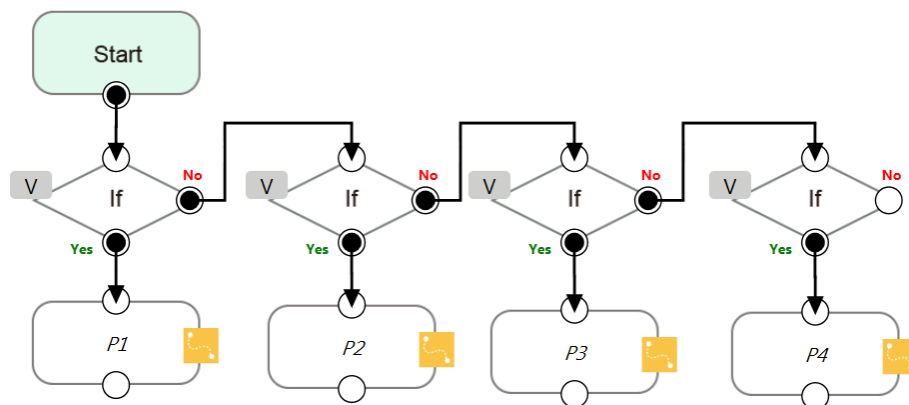 Start
No
No
No
No
V
If
V
If
V
If
V
If
Yes
Yes
Yes
Yes
P1
P2
P3
P4